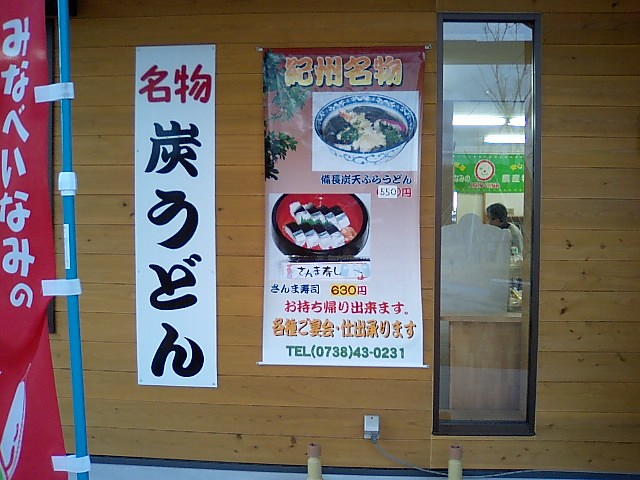 みなべいなみの
名物
炭うどん
紀州名物
備長炭天ぷらうどん
550円
さんま寿し
さんま寿司 630円
お持ち帰り出来ます。
各種ご宴会・仕出承ります
TEL(0738)43-0231